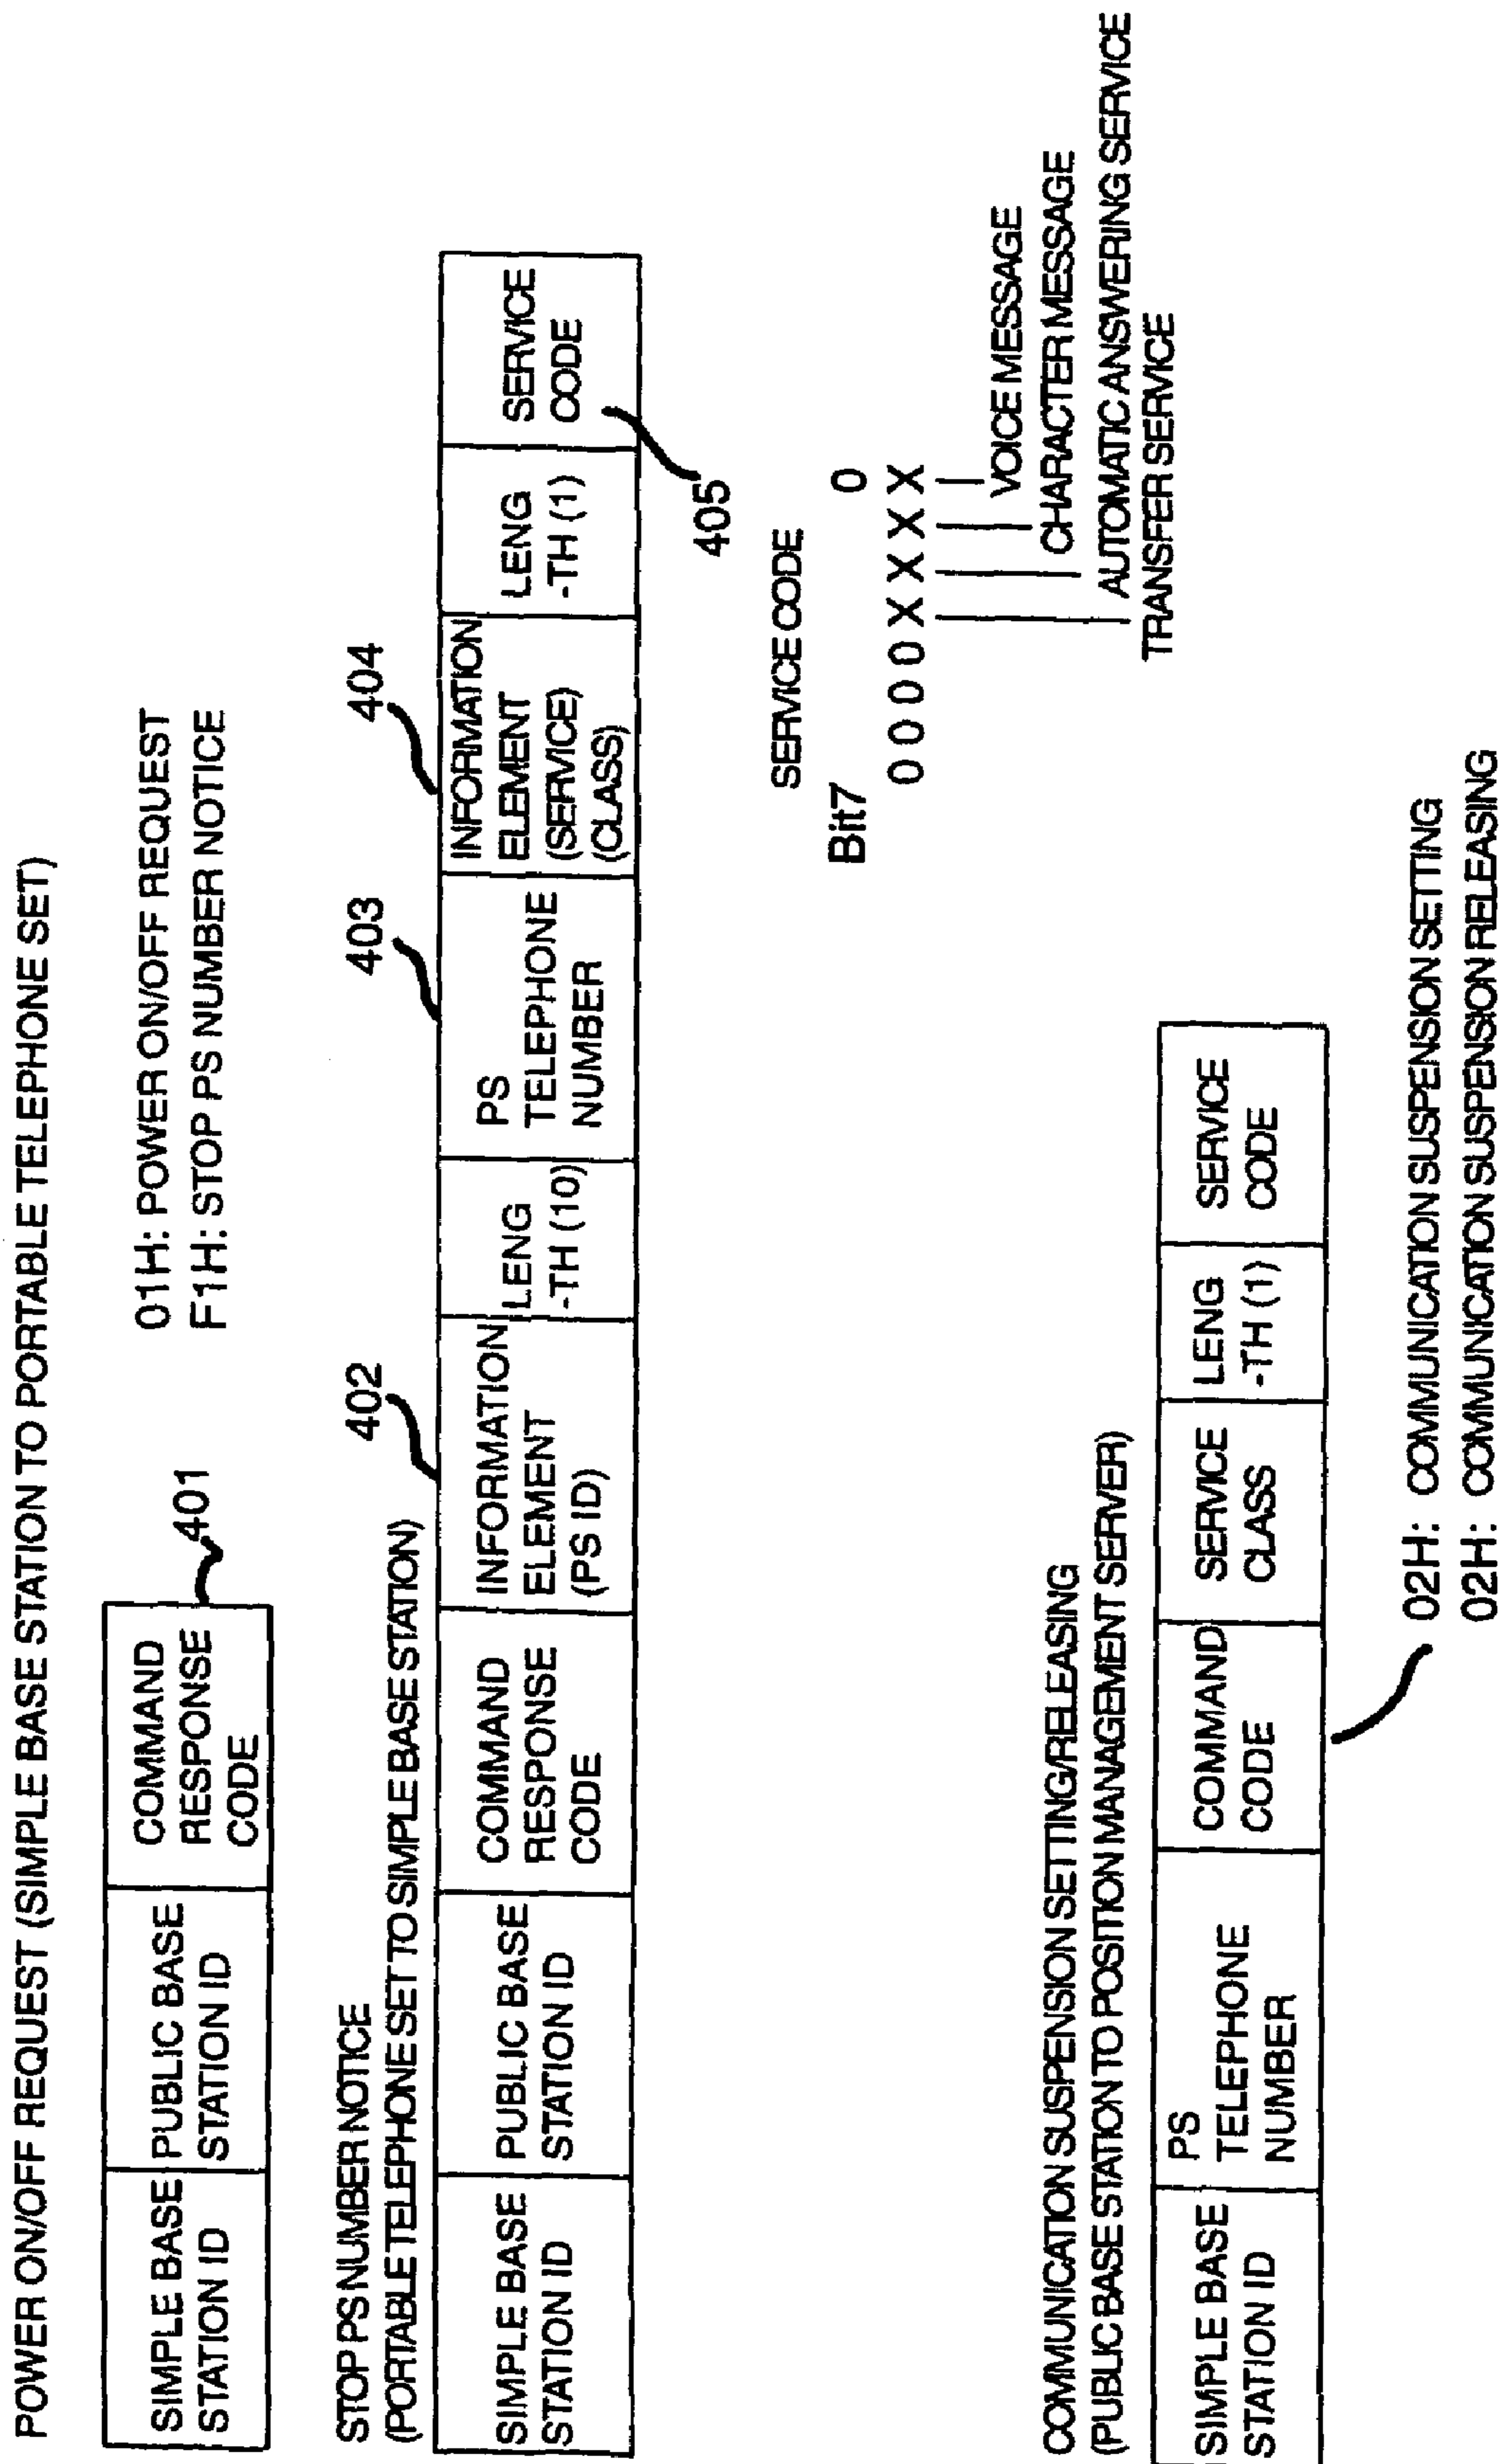 POWER ON/OFF REQUEST (SIMPLE BASE STATION TO PORTABLE TELEPHONE SET)
SIMPLE BASE
STATION ID
PUBLIC BASE
STATION ID
COMMAND
RESPONSE
CODE
401
01H: POWER ON/OFF REQUEST
F1H: STOP PS NUMBER NOTICE
STOP PS NUMBER NOTICE
(PORTABLE TELEPHONE SET TO SIMPLE BASE STATION)
402
403
404
SIMPLE BASE
STATION ID
PUBLIC BASE
STATION ID
COMMAND
RESPONSE
CODE
INFORMATION
ELEMENT
(PS ID)
LENG
-TH (10)
PS
TELEPHONE
NUMBER
INFORMATION
ELEMENT
(SERVICE)
(CLASS)
LENG
-TH (1)
SERVICE
CODE
405
SERVICE CODE
Bit7 0
0 0 0 0 X X X X
VOICE MESSAGE
CHARACTER MESSAGE
AUTOMATIC ANSWERING SERVICE
TRANSFER SERVICE
COMMUNICATION SUSPENSION SETTING/RELEASING
(PUBLIC BASE STATION TO POSITION MANAGEMENT SERVER)
SIMPLE BASE
STATION ID
PS
TELEPHONE
NUMBER
COMMAND
CODE
SERVICE
CLASS
LENG
-TH (1)
SERVICE
CODE
02H: COMMUNICATION SUSPENSION SETTING
02H: COMMUNICATION SUSPENSION RELEASING